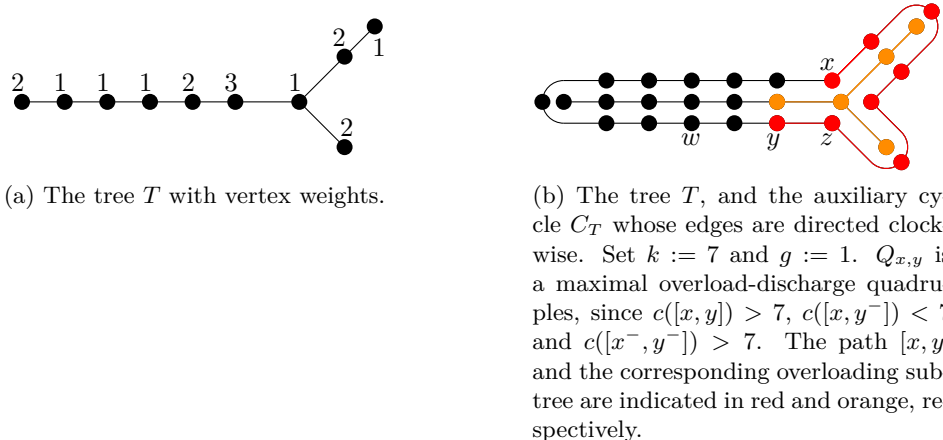 2
2 1 1 1 2 3 1 1
2
x
w y z
(a) The tree T with vertex weights.
(b) The tree T, and the auxiliary cy-
cle C_T whose edges are directed clock-
wise. Set k := 7 and g := 1. Q_{x,y} is
a maximal overload-discharge quadru-
ples, since c([x, y]) > 7, c([x, y^-]) < 7
and c([x^-, y^-]) > 7. The path [x, y
and the corresponding overloading sub-
tree are indicated in red and orange, re-
spectively.